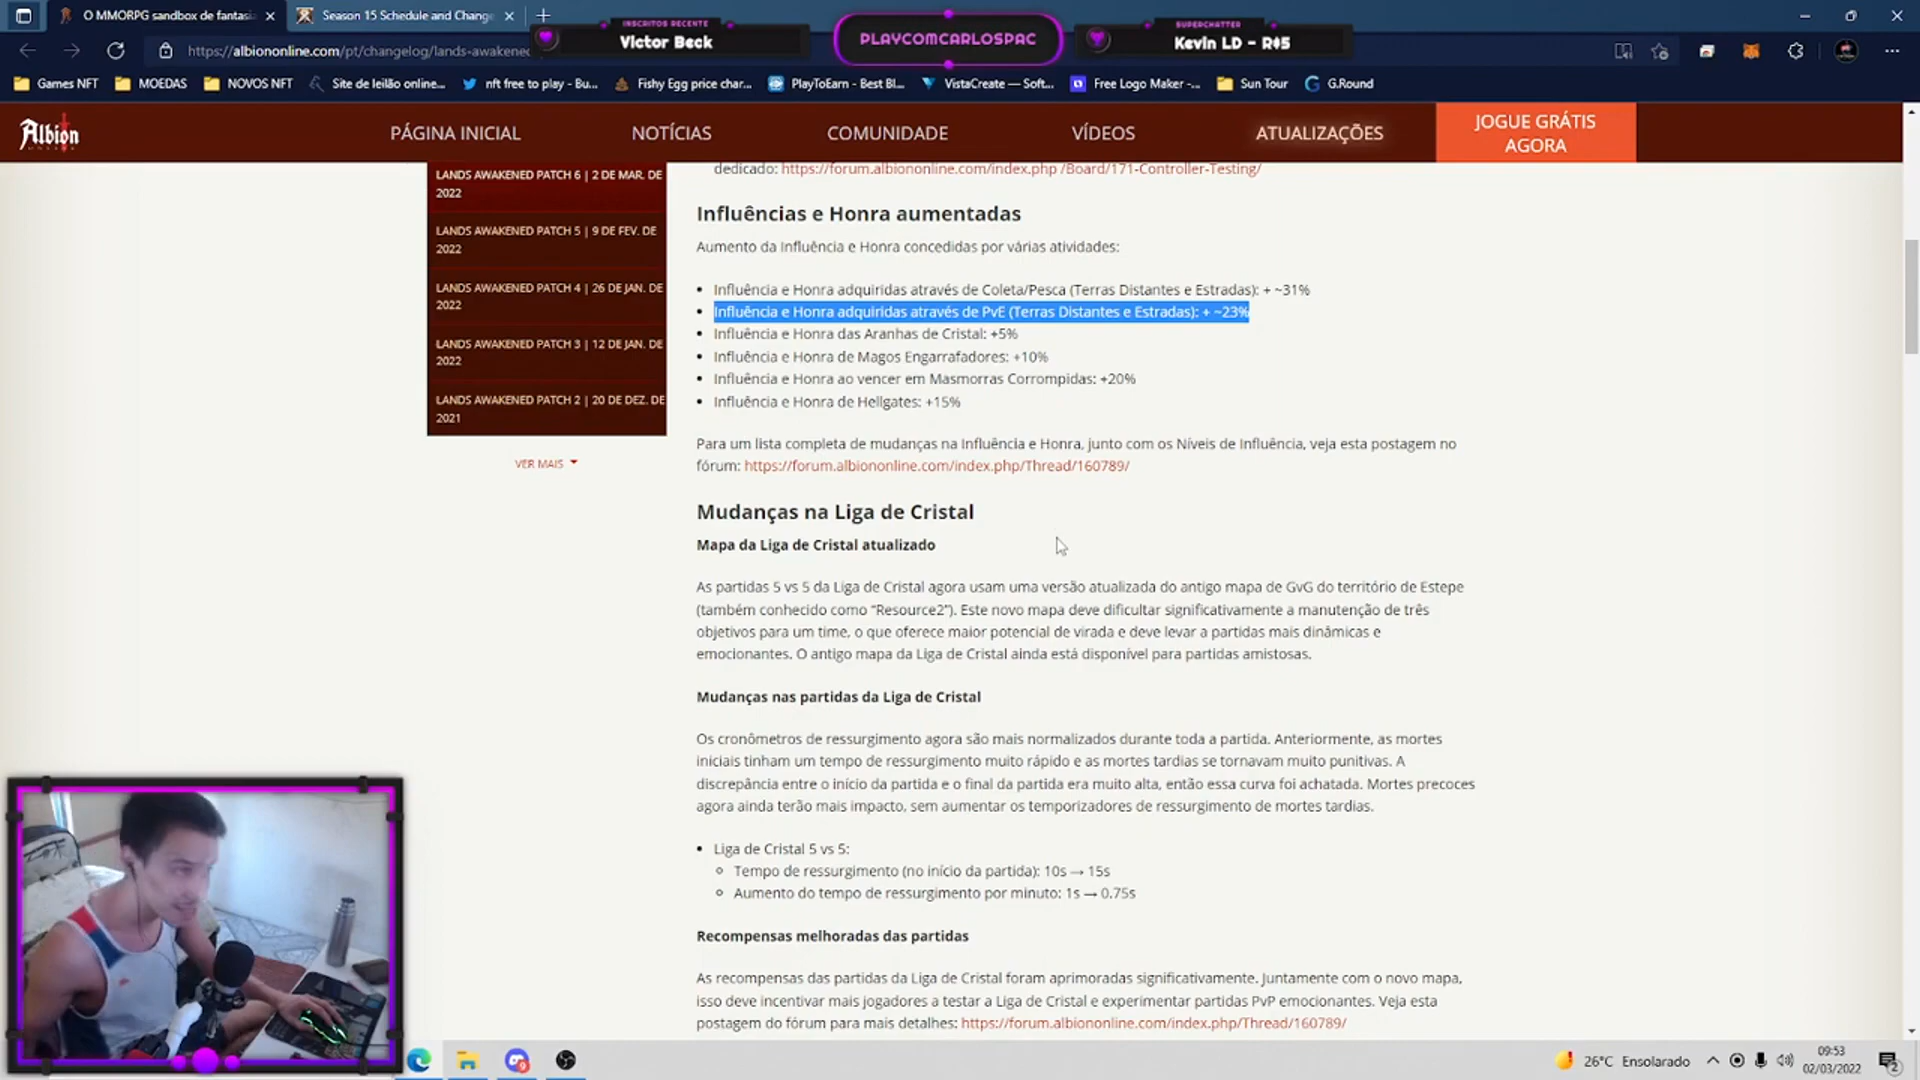 O MMORPG sandbox de fantasia
Season 15 Schedule and Change
INSCRITOS RECENTE
Victor Beck
PLAYCOMCARLOSPAC
SUPERCHATTER
Kevin LD - R$5
https://albiononline.com/pt/changelog/lands-awakened
Games NFT
MOEDAS
NOVOS NFT
Site de leilão online...
nft free to play - Bu...
Fishy Egg price char...
PlayToEarn - Best Bl...
VistaCreate — Soft...
Free Logo Maker -...
Sun Tour
G.Round
Albion
ONLINE
PÁGINA INICIAL
NOTÍCIAS
COMUNIDADE
VÍDEOS
ATUALIZAÇÕES
JOGUE GRÁTIS
AGORA
LANDS AWAKENED PATCH 6 | 2 DE MAR. DE
2022
LANDS AWAKENED PATCH 5 | 9 DE FEV. DE
2022
LANDS AWAKENED PATCH 4 | 26 DE JAN. DE
2022
LANDS AWAKENED PATCH 3 | 12 DE JAN. DE
2022
LANDS AWAKENED PATCH 2 | 20 DE DEZ. DE
2021
VER MAIS
dedicado: https://forum.albiononline.com/index.php /Board/171-Controller-Testing/
Influências e Honra aumentadas
Aumento da Influência e Honra concedidas por várias atividades:
• Influência e Honra adquiridas através de Coleta/Pesca (Terras Distantes e Estradas): + ~31%
• Influência e Honra adquiridas através de PvE (Terras Distantes e Estradas): + ~23%
• Influência e Honra das Aranhas de Cristal: +5%
• Influência e Honra de Magos Engarrafadores: +10%
• Influência e Honra ao vencer em Masmorras Corrompidas: +20%
• Influência e Honra de Hellgates: +15%
Para um lista completa de mudanças na Influência e Honra, junto com os Níveis de Influência, veja esta postagem no
fórum: https://forum.albiononline.com/index.php/Thread/160789/
Mudanças na Liga de Cristal
Mapa da Liga de Cristal atualizado
As partidas 5 vs 5 da Liga de Cristal agora usam uma versão atualizada do antigo mapa de GvG do território de Estepe
(também conhecido como “Resource2”). Este novo mapa deve dificultar significativamente a manutenção de três
objetivos para um time, o que oferece maior potencial de virada e deve levar a partidas mais dinâmicas e
emocionantes. O antigo mapa da Liga de Cristal ainda está disponível para partidas amistosas.
Mudanças nas partidas da Liga de Cristal
Os cronômetros de ressurgimento agora são mais normalizados durante toda a partida. Anteriormente, as mortes
iniciais tinham um tempo de ressurgimento muito rápido e as mortes tardias se tornavam muito punitivas. A
discrepância entre o início da partida e o final da partida era muito alta, então essa curva foi achatada. Mortes precoces
agora ainda terão mais impacto, sem aumentar os temporizadores de ressurgimento de mortes tardias.
• Liga de Cristal 5 vs 5:
Tempo de ressurgimento (no início da partida): 10s → 15s
Aumento do tempo de ressurgimento por minuto: 1s → 0.75s
Recompensas melhoradas das partidas
As recompensas das partidas da Liga de Cristal foram aprimoradas significativamente. Juntamente com o novo mapa,
isso deve incentivar mais jogadores a testar a Liga de Cristal e experimentar partidas PvP emocionantes. Veja esta
postagem do fórum para mais detalhes: https://forum.albiononline.com/index.php/Thread/160789/
26°C Ensolarado
09:53
02/03/2022